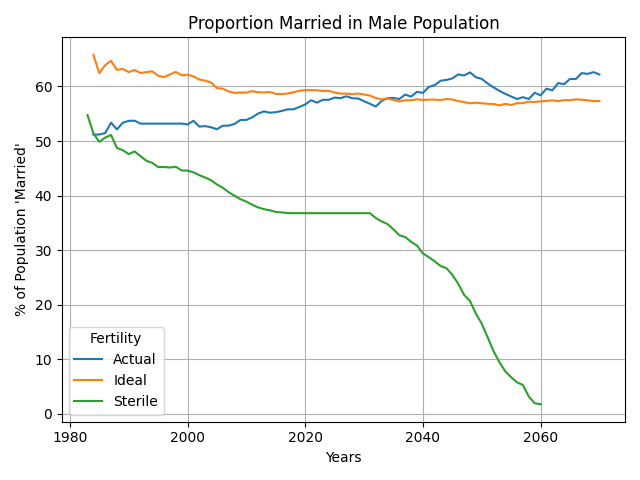 Proportion Married in Male Population
% of Population 'Married'
60
50
40
30
20
10
0
Fertility
Actual
Ideal
Sterile
1980
2000
2020
2040
2060
Years